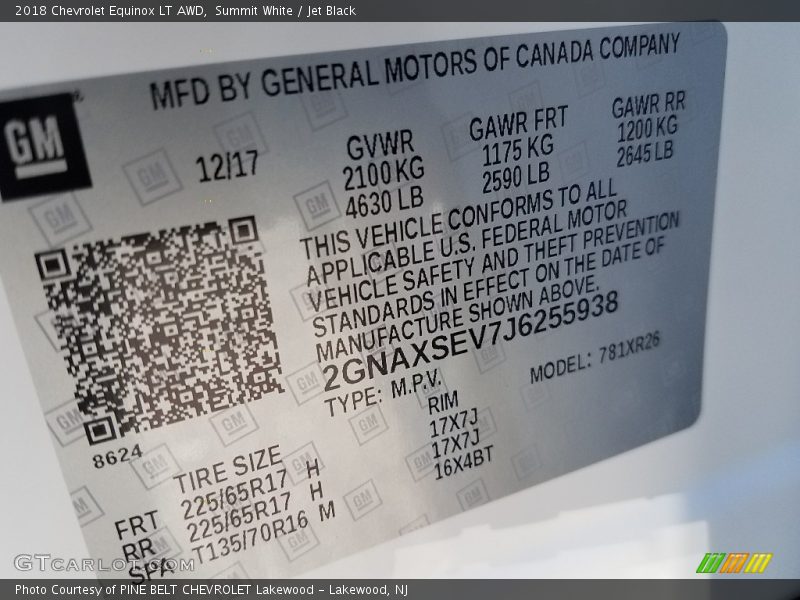 2018 Chevrolet Equinox LT AWD,  Summit White / Jet Black
MFD BY GENERAL MOTORS OF CANADA COMPANY
GM
12/17
GVWR
2100 KG
4630 LB
GAWR FRT
1175 KG
2590 LB
GAWR RR
1200 KG
2645 LB
THIS VEHICLE CONFORMS TO ALL
APPLICABLE U.S. FEDERAL MOTOR
VEHICLE SAFETY AND THEFT PREVENTION
STANDARDS IN EFFECT ON THE DATE OF
MANUFACTURE SHOWN ABOVE.
2GNAXSEV7J6255938
TYPE: M.P.V.
MODEL: 781XR26
8624
TIRE SIZE RIM
FRT 225/65R17 H 17X7J
RR 225/65R17 H 17X7J
SPA T135/70R16 M 16X4BT
GTcarlot.com
Photo Courtesy of PINE BELT CHEVROLET Lakewood - Lakewood, NJ